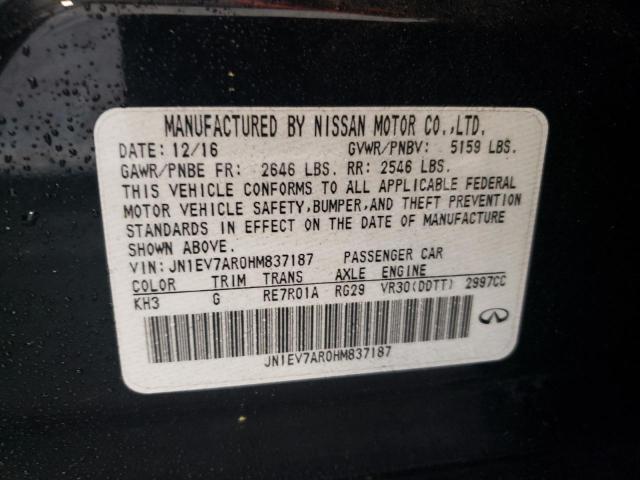 MANUFACTURED BY NISSAN MOTOR CO.,LTD.
DATE: 12/16 GVWR/PNBV: 5159 LBS.
GAWR/PNBE FR: 2646 LBS. RR: 2546 LBS.
THIS VEHICLE CONFORMS TO ALL APPLICABLE FEDERAL
MOTOR VEHICLE SAFETY,BUMPER,AND THEFT PREVENTION
STANDARDS IN EFFECT ON THE DATE OF MANUFACTURE
SHOWN ABOVE.
VIN: JN1EV7AR0HM837187 PASSENGER CAR
COLOR TRIM TRANS AXLE ENGINE
KH3 G RE7R01A RG29 VR30(DDTT) 2997CC
JN1EV7AR0HM837187